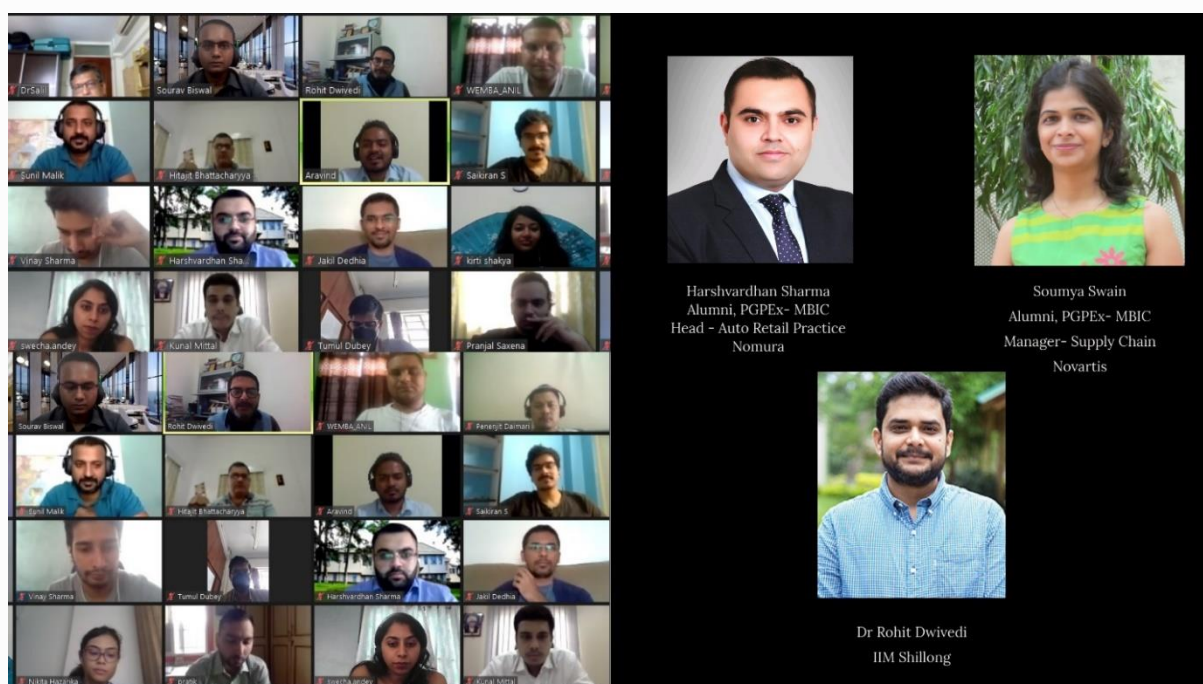 DrSalil
Sourav Biswal
Rohit Dwivedi
WEMBA_ANIL
Sunil Malik
Hitajit Bhattacharyya
Aravind
Saikiran S
Vinay Sharma
Harshvardhan Sha...
Jakil Dedhia
kirti shakya
swecha.andey
Kunal Mittal
Tumul Dubey
Pranjal Saxena
Sourav Biswal
Rohit Dwivedi
WEMBA_ANIL
Penerjit Daimari
Sunil Malik
Hitajit Bhattacharyya
Aravind
Saikiran S
Vinay Sharma
Tumul Dubey
Harshvardhan Sharma
Jakil Dedhia
Nikita Hazarika
pratik
swecha.andey
Kunal Mittal
Harshvardhan Sharma
Alumni, PGPEx- MBIC
Head - Auto Retail Practice
Nomura
Soumya Swain
Alumni, PGPEx- MBIC
Manager- Supply Chain
Novartis
Dr Rohit Dwivedi
IIM Shillong